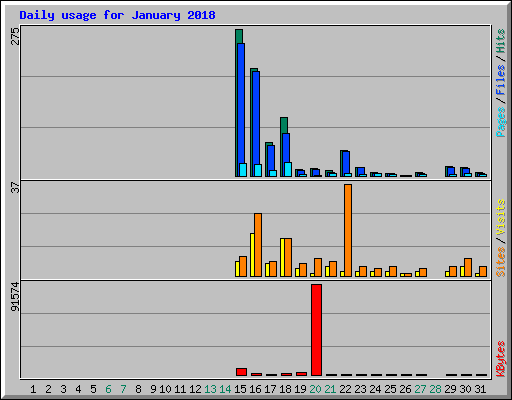 Daily usage for January 2018
275
Pages / Files / Hits
37
Sites / Visits
91574
KBytes
1 2 3 4 5 6 7 8 9 10 11 12 13 14 15 16 17 18 19 20 21 22 23 24 25 26 27 28 29 30 31